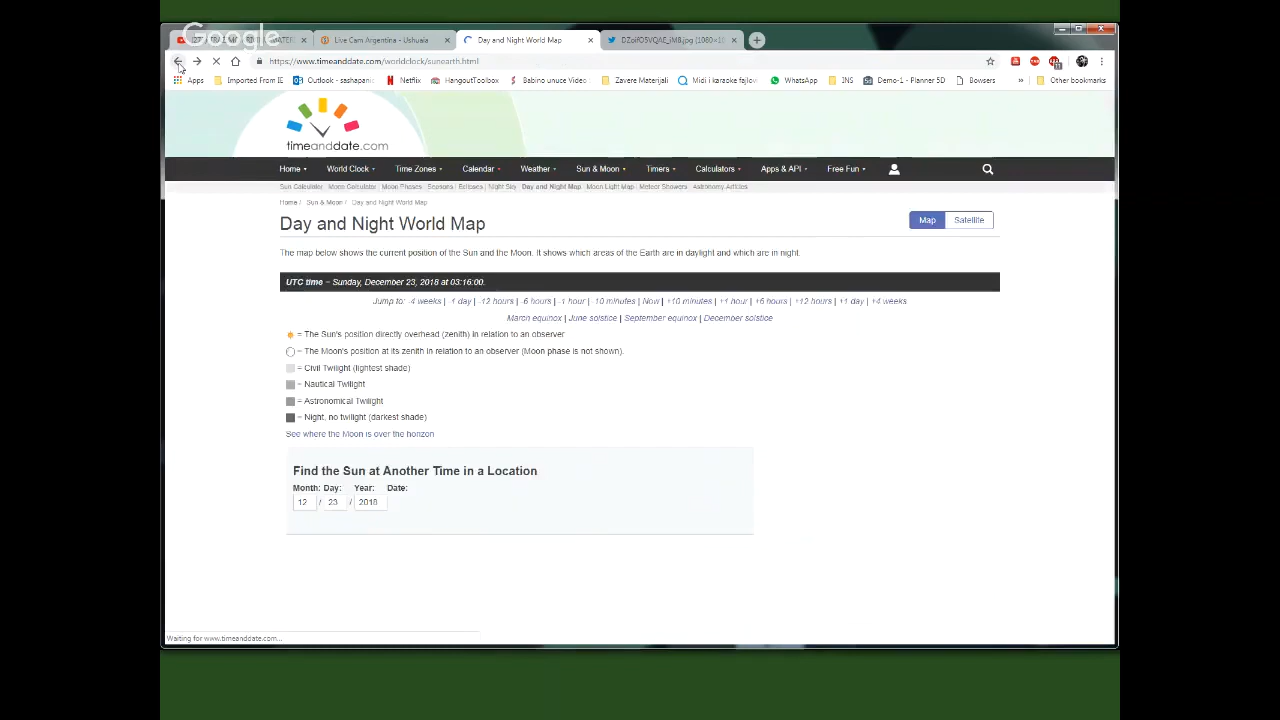 Google
Live Cam Argentina - Ushuaia
Day and Night World Map
DZoifO5VQAE_iM8.jpg (1080×1
https://www.timeanddate.com/worldclock/sunearth.html
Apps Imported From IE Outlook - sashapanic Netflix HangoutToolbox Babino unuce Video Zavere Materijali Midi i karaoke fajlov WhatsApp INS Demo-1 - Planner 5D Bowsers » Other bookmarks
timeanddate.com
Home World Clock Time Zones Calendar Weather Sun & Moon Timers Calculators Apps & API Free Fun
Sun Calculator | Moon Calculator | Moon Phases | Seasons | Eclipses | Night Sky | Day and Night Map | Moon Light Map | Meteor Showers | Astronomy Articles
Home / Sun & Moon / Day and Night World Map
Day and Night World Map
Map Satellite
The map below shows the current position of the Sun and the Moon. It shows which areas of the Earth are in daylight and which are in night.
UTC time = Sunday, December 23, 2018 at 03:16:00.
Jump to: -4 weeks | -1 day | -12 hours | -6 hours | -1 hour | -10 minutes | Now | +10 minutes | +1 hour | +6 hours | +12 hours | +1 day | +4 weeks
March equinox | June solstice | September equinox | December solstice
= The Sun's position directly overhead (zenith) in relation to an observer
= The Moon's position at its zenith in relation to an observer (Moon phase is not shown).
= Civil Twilight (lightest shade)
= Nautical Twilight
= Astronomical Twilight
= Night, no twilight (darkest shade)
See where the Moon is over the horizon
Find the Sun at Another Time in a Location
Month: Day: Year: Date:
12 / 23 / 2018
Waiting for www.timeanddate.com...